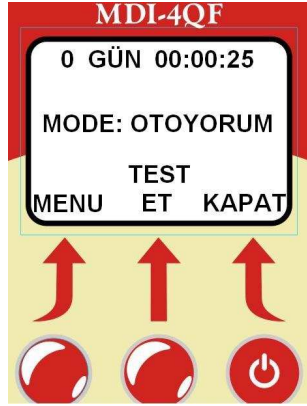 MDI-4QF
0 GÜN 00:00:25
MODE: OTOYORUM
TEST
MENU ET KAPAT